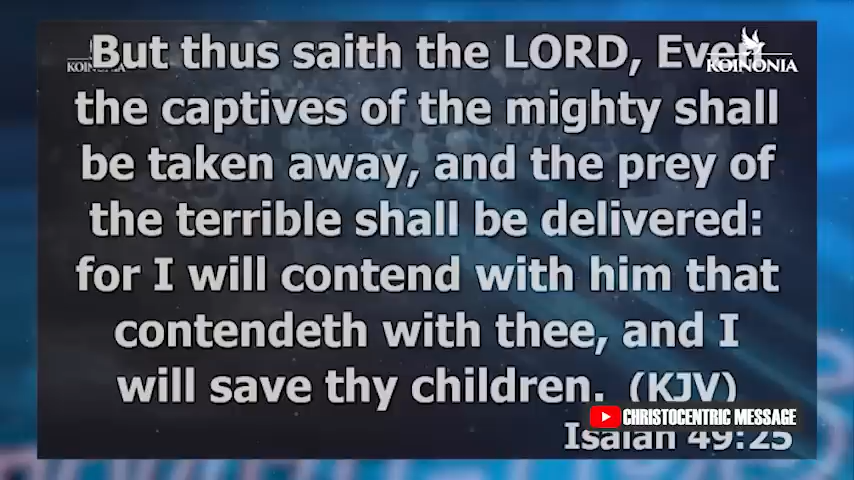 But thus saith the LORD, Even
the captives of the mighty shall
be taken away, and the prey of
the terrible shall be delivered:
for I will contend with him that
contendeth with thee, and I
will save thy children. (KJV)
Isaiah 49:25
KOINONIA
KOINONIA
CHRISTOCENTRIC MESSAGE